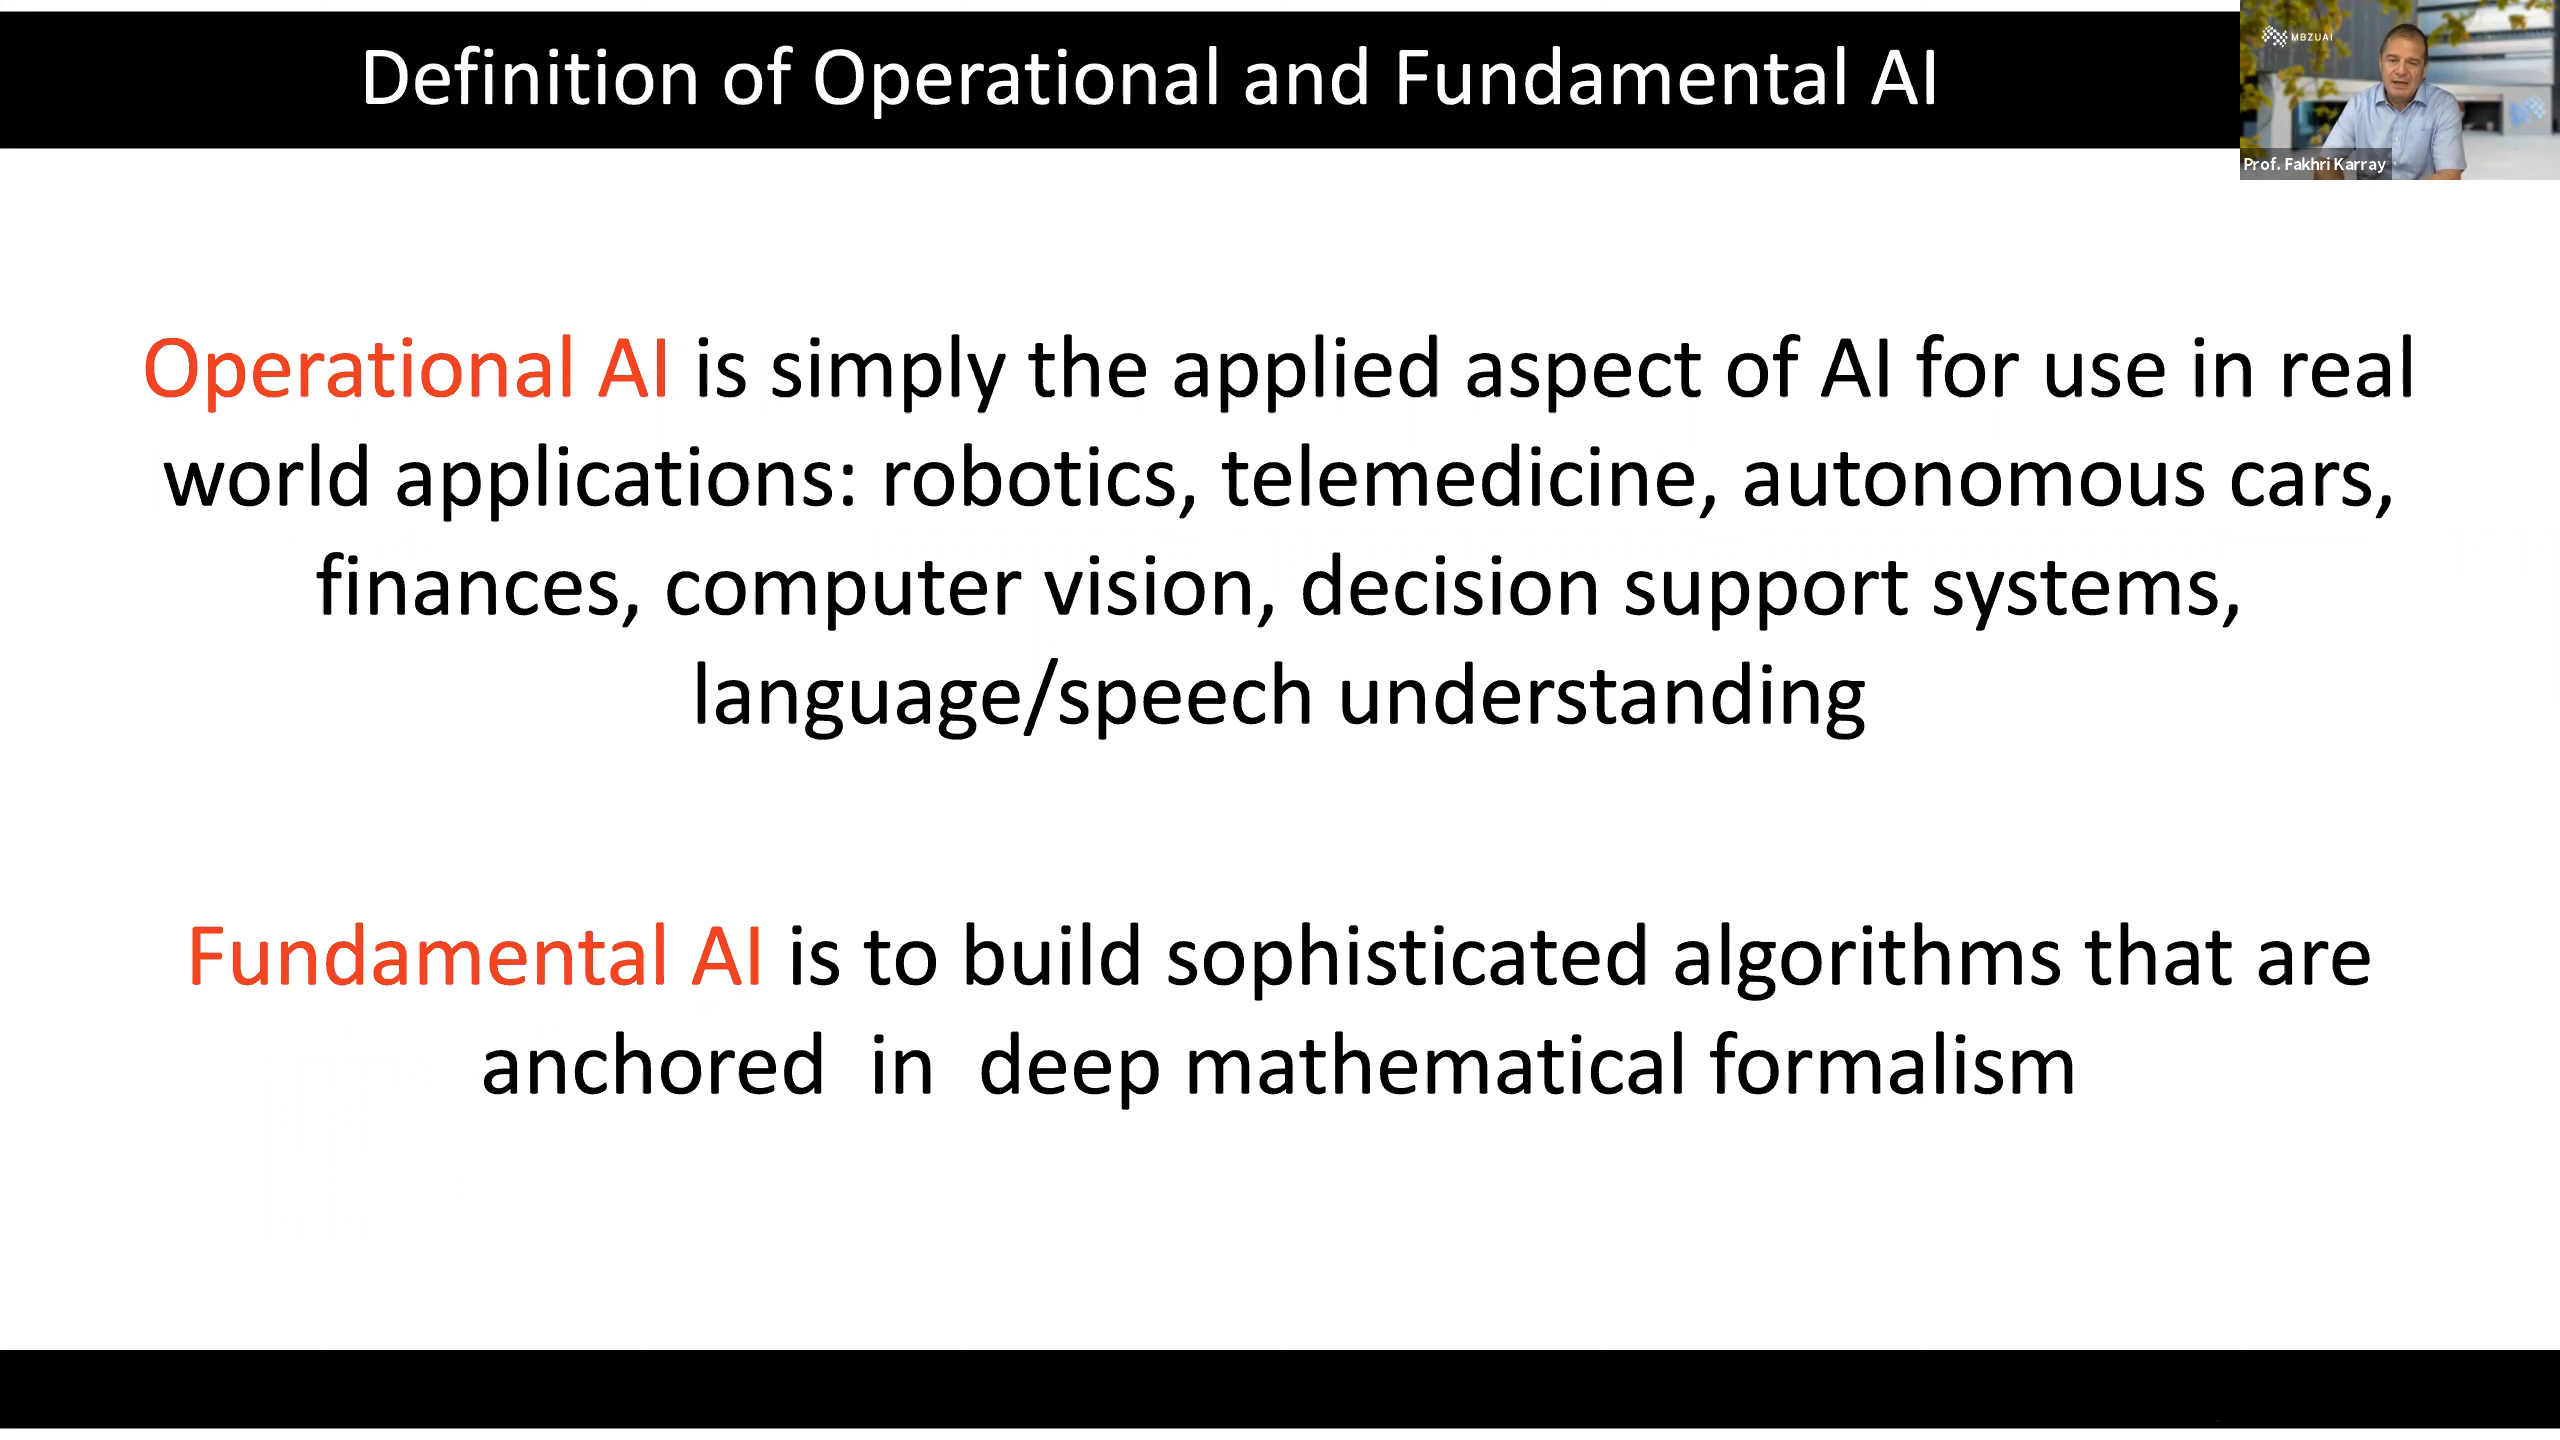 Definition of Operational and Fundamental AI
MBZUAI
Prof. Fakhri Karray
Operational AI is simply the applied aspect of AI for use in real
world applications: robotics, telemedicine, autonomous cars,
finances, computer vision, decision support systems,
language/speech understanding
Fundamental AI is to build sophisticated algorithms that are
anchored in deep mathematical formalism